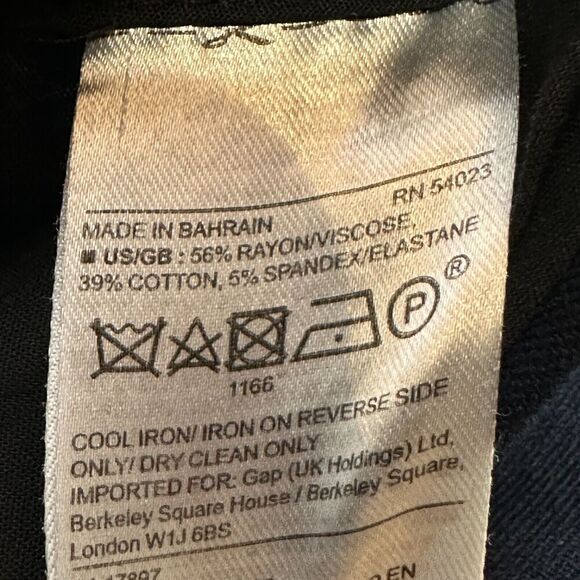 RN 54023
MADE IN BAHRAIN
US/GB : 56% RAYON/VISCOSE,
39% COTTON, 5% SPANDEX/ELASTANE
P ®
1166
COOL IRON/ IRON ON REVERSE SIDE
ONLY/ DRY CLEAN ONLY
IMPORTED FOR: Gap (UK Holdings) Ltd,
Berkeley Square House / Berkeley Square,
London W1J 6BS